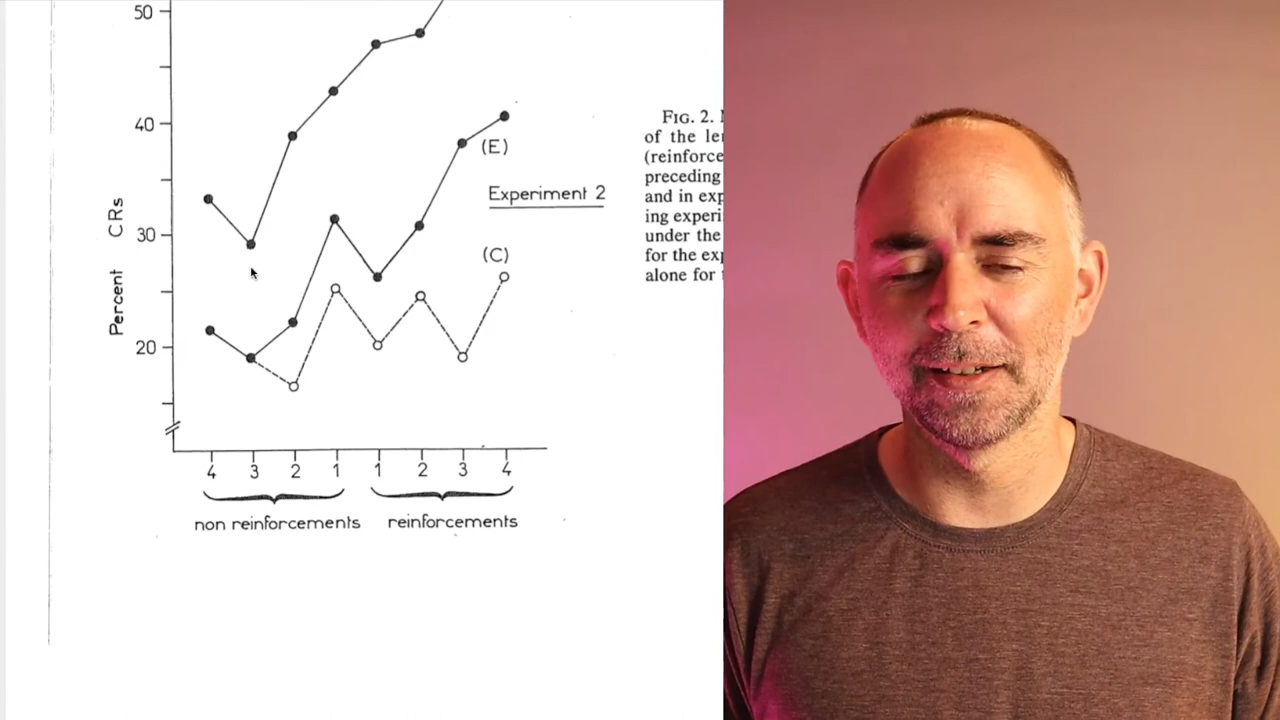 50
40
30
20
Percent CRs
(E)
Experiment 2
(C)
4 3 2 1 1 2 3 4
non reinforcements reinforcements
FIG. 2.
of the
(reinforce
preceding
and in exp
ing experi
under the
for the exp
alone for